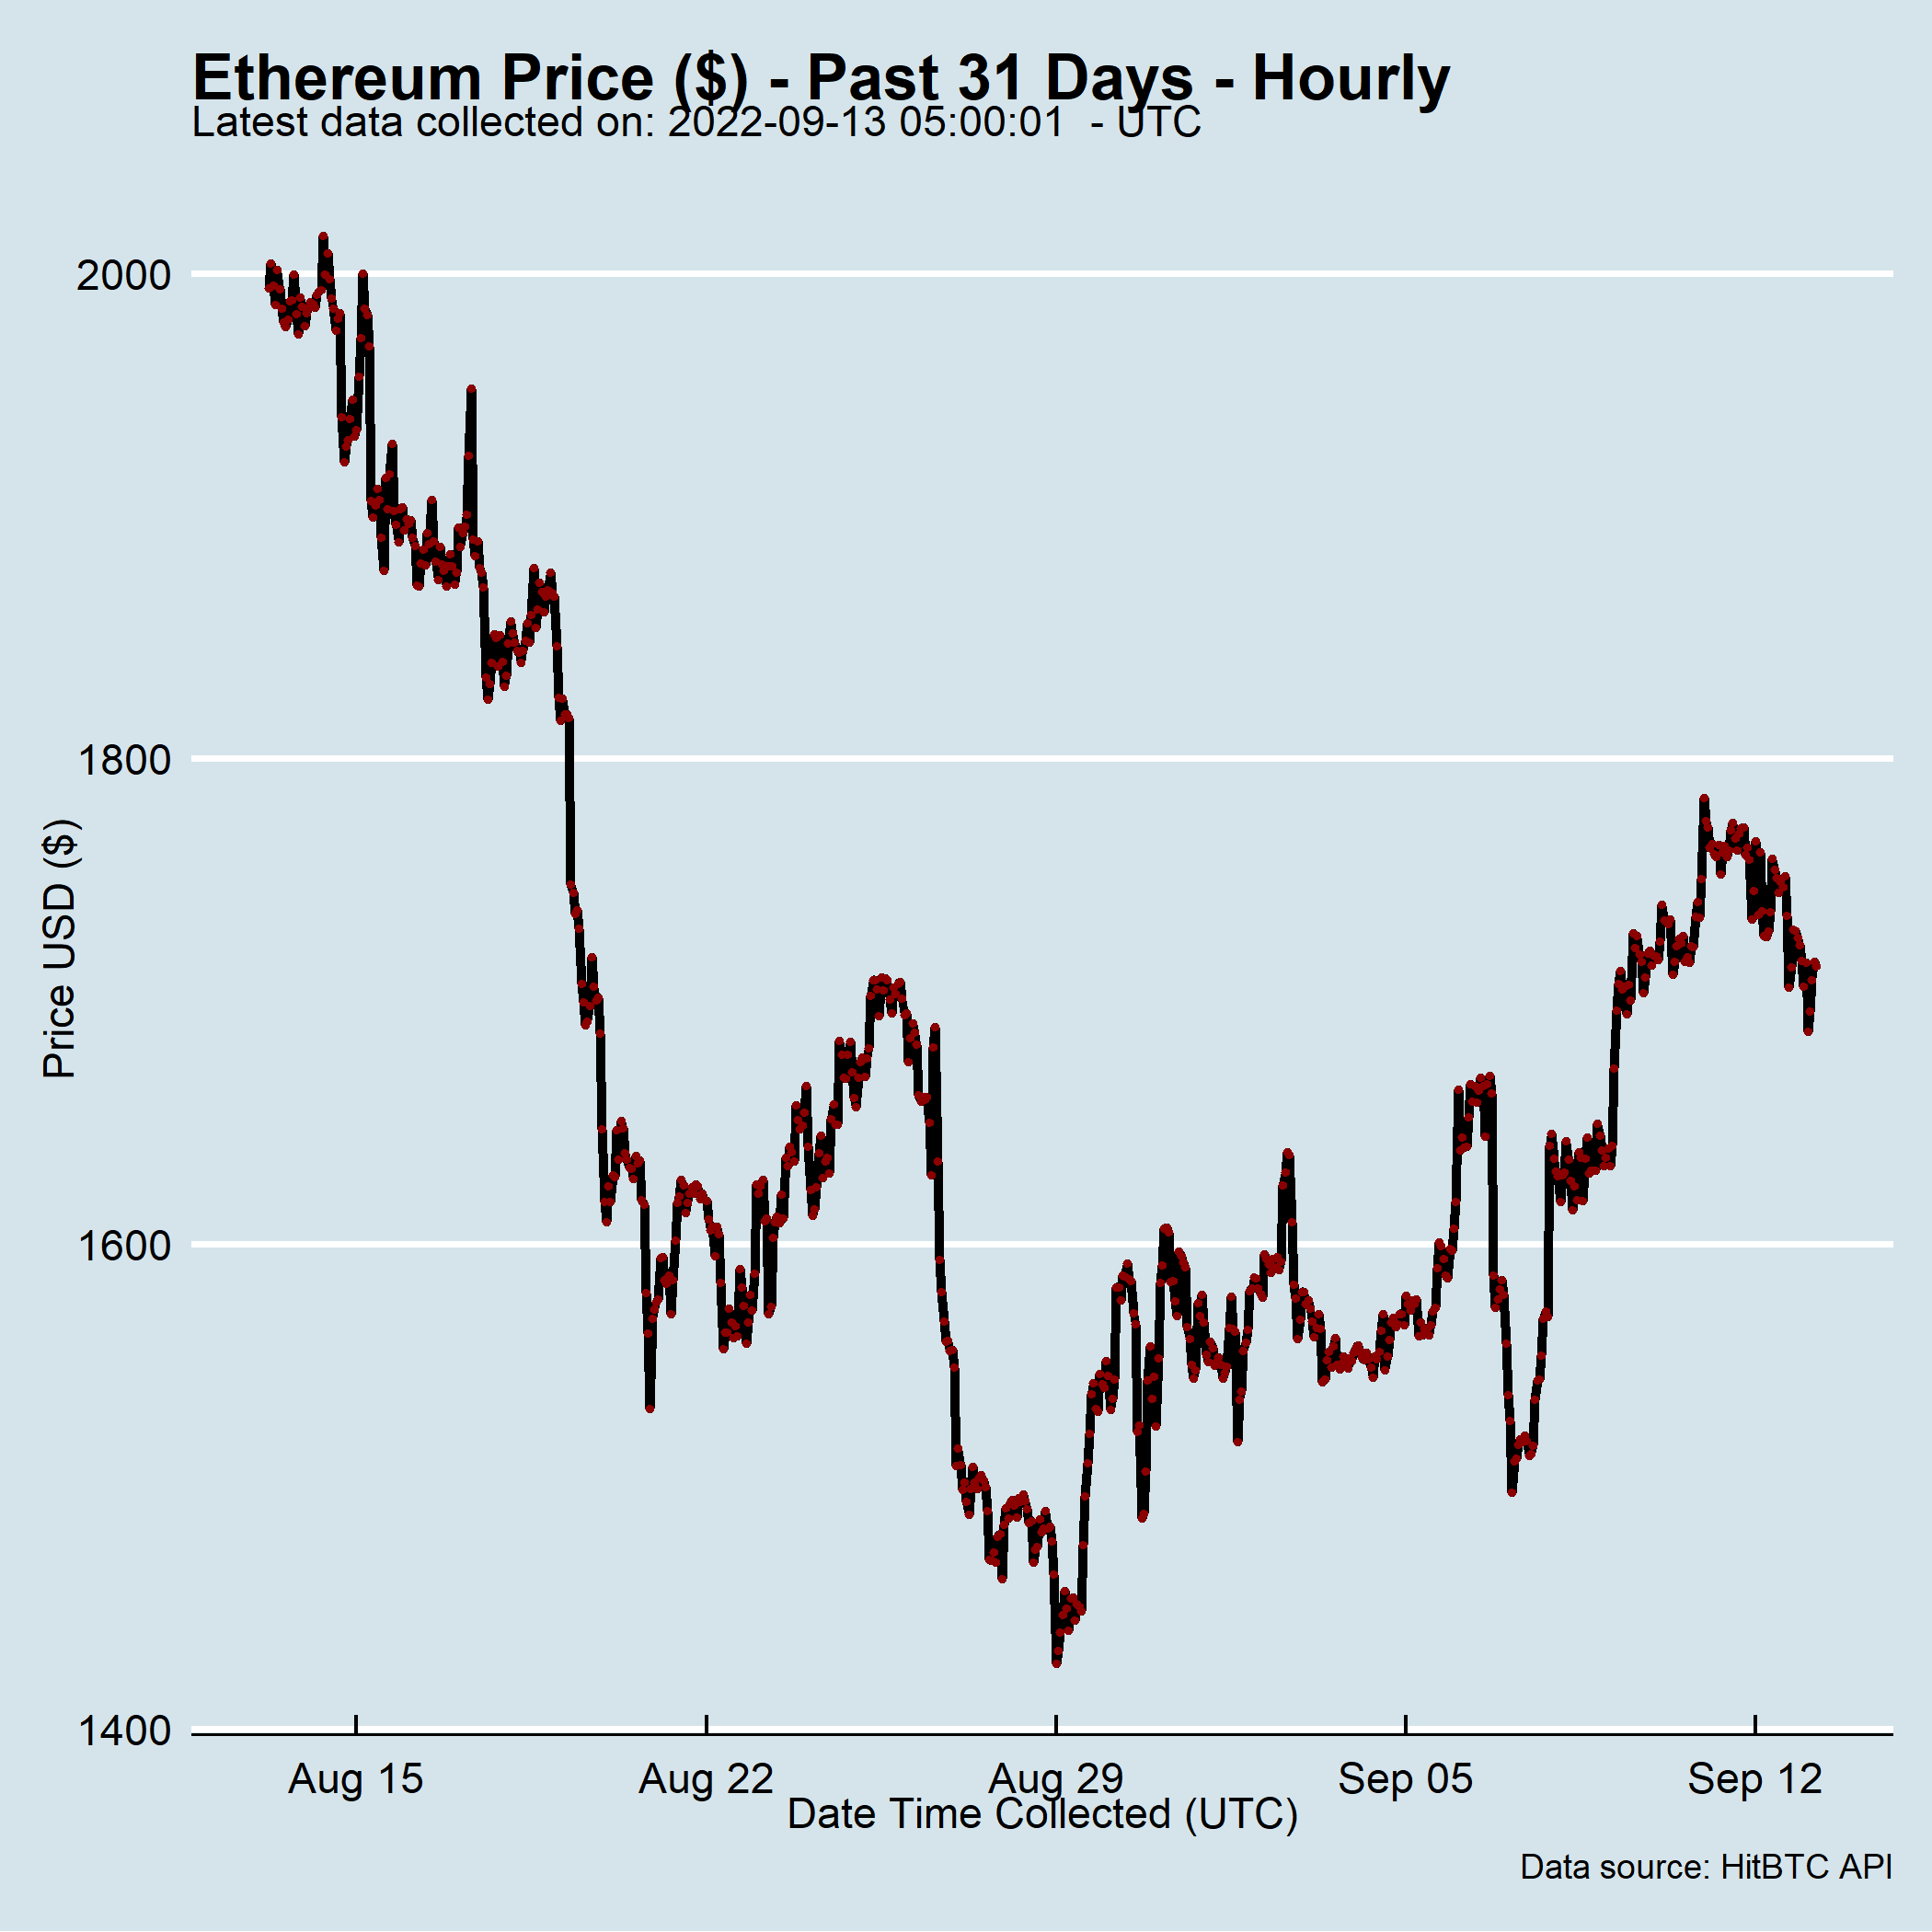 Ethereum Price ($) - Past 31 Days - Hourly
Latest data collected on: 2022-09-13 05:00:01  - UTC
2000
1800
1600
1400
Price USD ($)
Aug 15
Aug 22
Aug 29
Sep 05
Sep 12
Date Time Collected (UTC)
Data source: HitBTC API